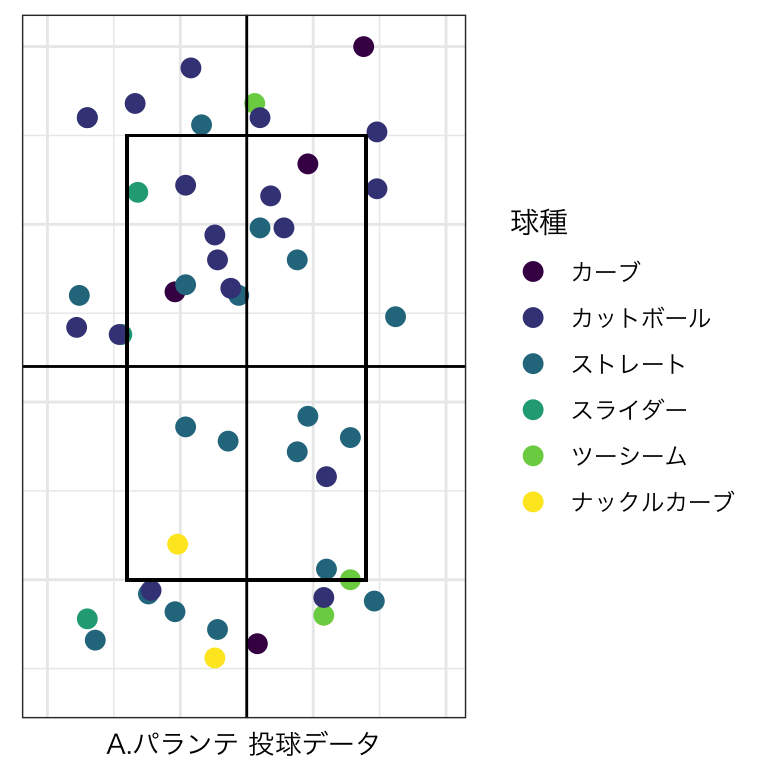 球種
カーブ
カットボール
ストレート
スライダー
ツーシーム
ナックルカーブ
A.パランテ 投球データ